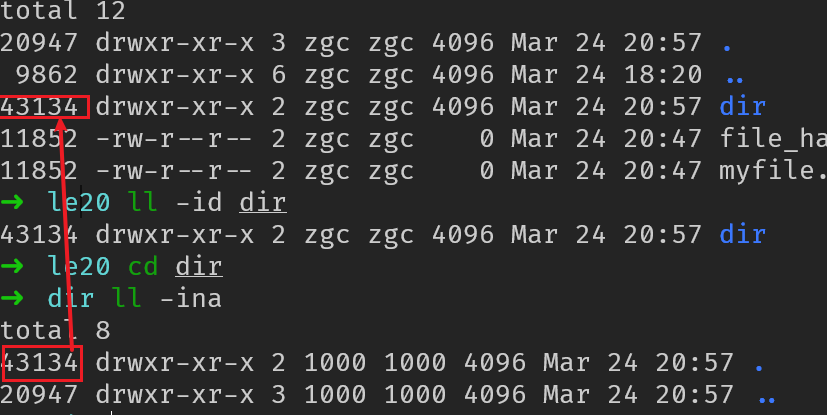 total 12
20947 drwxr-xr-x 3 zgc zgc 4096 Mar 24 20:57 .
9862 drwxr-xr-x 6 zgc zgc 4096 Mar 24 18:20 ..
43134 drwxr-xr-x 2 zgc zgc 4096 Mar 24 20:57 dir
11852 -rw-r--r-- 2 zgc zgc 0 Mar 24 20:47 file_ha
11852 -rw-r--r-- 2 zgc zgc 0 Mar 24 20:47 myfile.
➜ le20 ll -id dir
43134 drwxr-xr-x 2 zgc zgc 4096 Mar 24 20:57 dir
➜ le20 cd dir
➜ dir ll -ina
total 8
43134 drwxr-xr-x 2 1000 1000 4096 Mar 24 20:57 .
20947 drwxr-xr-x 3 1000 1000 4096 Mar 24 20:57 ..